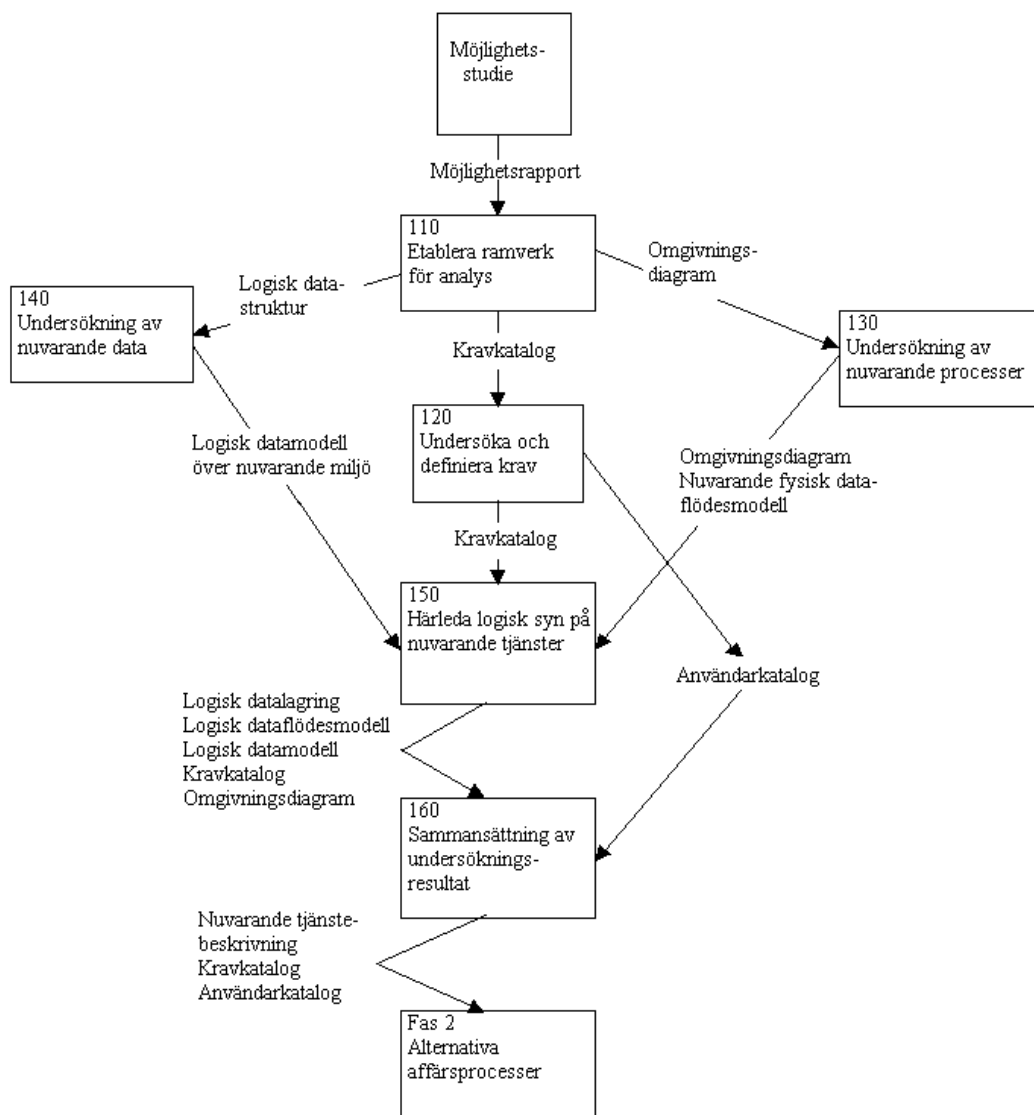 Möjlighets-
studie
Möjlighetsrapport
110
Etablera ramverk
för analys
Omgivnings-
diagram
Logisk data-
struktur
140
Undersökning av
nuvarande data
130
Undersökning av
nuvarande processer
Kravkatalog
120
Undersöka och
definiera krav
Logisk datamodell
över nuvarande miljö
Omgivningsdiagram
Nuvarande fysisk data-
flödesmodell
Kravkatalog
150
Härleda logisk syn på
nuvarande tjänster
Användarkatalog
Logisk datalagring
Logisk dataflödesmodell
Logisk datamodell
Kravkatalog
Omgivningsdiagram
160
Sammansättning av
undersöknings-
resultat
Nuvarande tjänste-
beskrivning
Kravkatalog
Användarkatalog
Fas 2
Alternativa
affärsprocesser